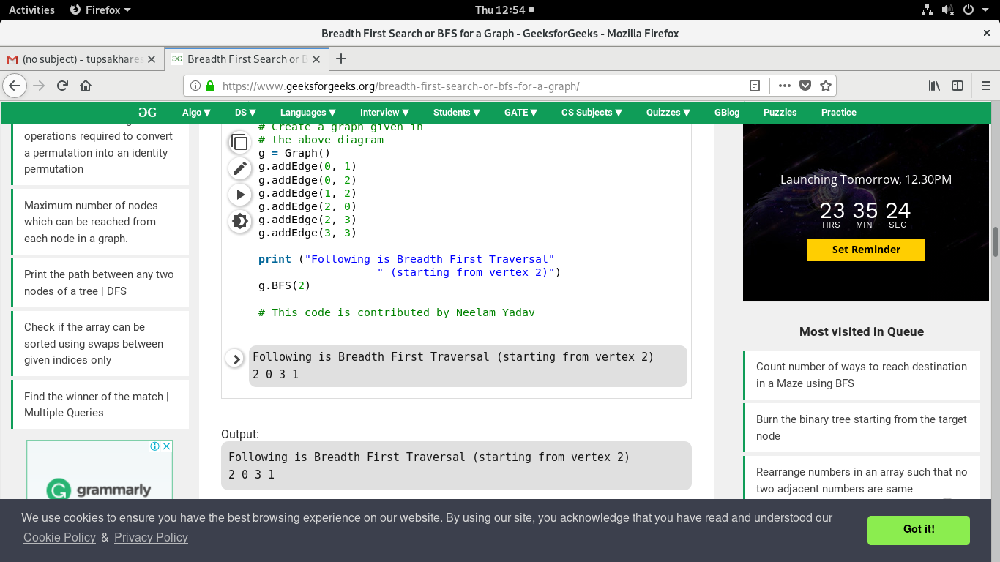 Activities Firefox ▾ Thu 12:54 ●
Breadth First Search or BFS for a Graph - GeeksforGeeks - Mozilla Firefox
(no subject) - tupsakhares
Breadth First Search or B
https://www.geeksforgeeks.org/breadth-first-search-or-bfs-for-a-graph/
Algo ▼ DS ▼ Languages ▼ Interview ▼ Students ▼ GATE ▼ CS Subjects ▼ Quizzes ▼ GBlog Puzzles Practice
operations required to convert
a permutation into an identity
permutation
Maximum number of nodes
which can be reached from
each node in a graph.
Print the path between any two
nodes of a tree | DFS
Check if the array can be
sorted using swaps between
given indices only
Find the winner of the match |
Multiple Queries
grammarly
# Create a graph given in
# the above diagram
g = Graph()
g.addEdge(0, 1)
g.addEdge(0, 2)
g.addEdge(1, 2)
g.addEdge(2, 0)
g.addEdge(2, 3)
g.addEdge(3, 3)
print ("Following is Breadth First Traversal"
" (starting from vertex 2)")
g.BFS(2)
# This code is contributed by Neelam Yadav
Following is Breadth First Traversal (starting from vertex 2)
2 0 3 1
Output:
Following is Breadth First Traversal (starting from vertex 2)
2 0 3 1
Launching Tomorrow, 12.30PM
23 35 24
HRS MIN SEC
Set Reminder
Most visited in Queue
Count number of ways to reach destination
in a Maze using BFS
Burn the binary tree starting from the target
node
Rearrange numbers in an array such that no
two adjacent numbers are same
We use cookies to ensure you have the best browsing experience on our website. By using our site, you acknowledge that you have read and understood our
Cookie Policy & Privacy Policy
Got it!